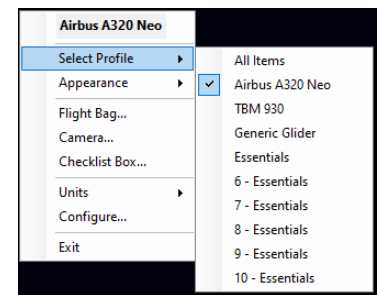 Airbus A320 Neo
Select Profile
Appearance
Flight Bag...
Camera...
Checklist Box...
Units
Configure...
Exit
All Items
Airbus A320 Neo
TBM 930
Generic Glider
Essentials
6 - Essentials
7 - Essentials
8 - Essentials
9 - Essentials
10 - Essentials